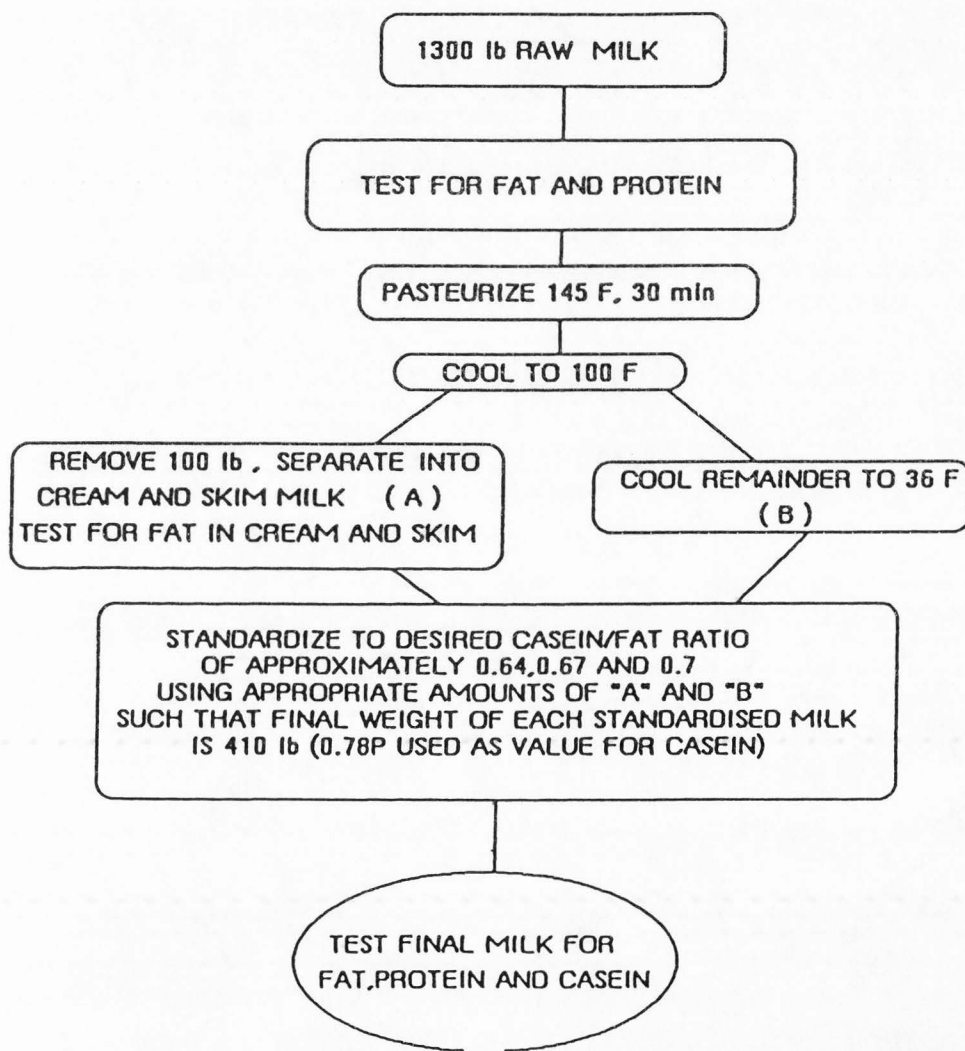 1300 lb RAW MILK
TEST FOR FAT AND PROTEIN
PASTEURIZE 145 F, 30 min
COOL TO 100 F
REMOVE 100 lb , SEPARATE INTO
CREAM AND SKIM MILK ( A )
TEST FOR FAT IN CREAM AND SKIM
COOL REMAINDER TO 36 F
( B )
STANDARDIZE TO DESIRED CASEIN/FAT RATIO
OF APPROXIMATELY 0.64,0.67 AND 0.7
USING APPROPRIATE AMOUNTS OF "A" AND "B"
SUCH THAT FINAL WEIGHT OF EACH STANDARDISED MILK
IS 410 lb (0.78P USED AS VALUE FOR CASEIN)
TEST FINAL MILK FOR
FAT,PROTEIN AND CASEIN